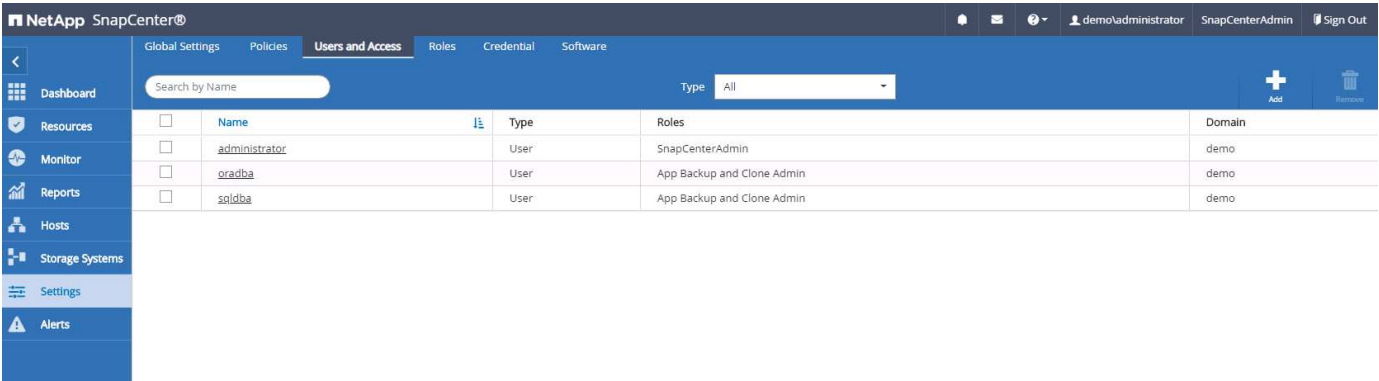 NetApp SnapCenter®
demo\administrator SnapCenterAdmin Sign Out
Global Settings Policies Users and Access Roles Credential Software
Search by Name Type All
Add Remove
Dashboard
Resources
Monitor
Reports
Hosts
Storage Systems
Settings
Alerts
Name Type Roles Domain
administrator User SnapCenterAdmin demo
oradba User App Backup and Clone Admin demo
sqldba User App Backup and Clone Admin demo